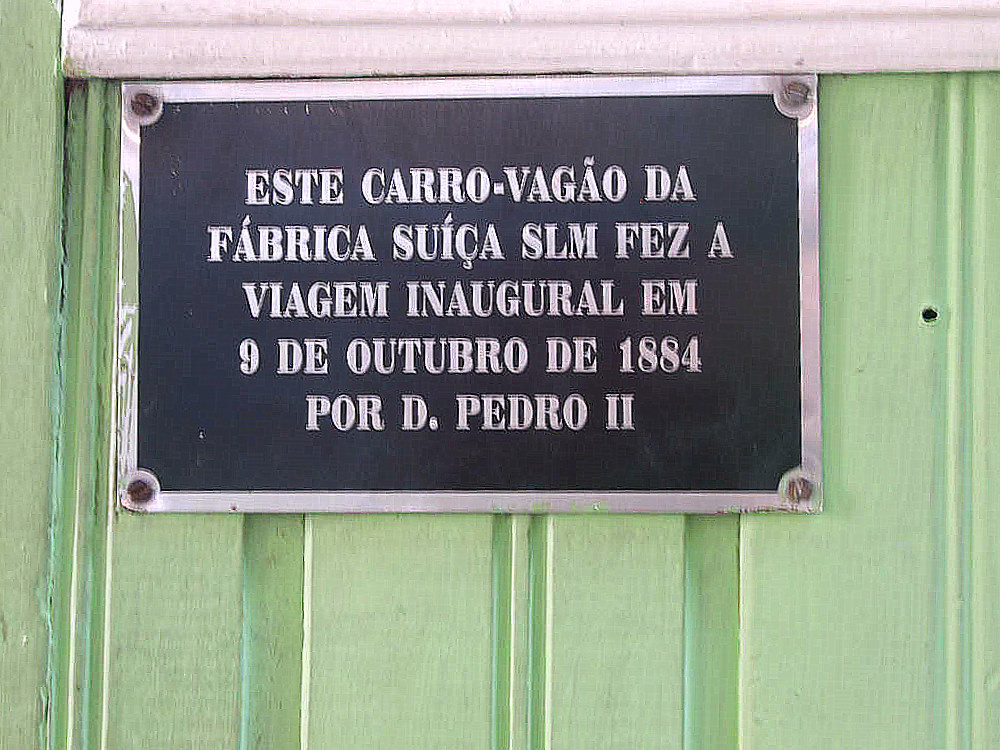 ESTE CARRO-VAGÃO DA
FÁBRICA SUÍÇA SLM FEZ A
VIAGEM INAUGURAL EM
9 DE OUTUBRO DE 1884
POR D. PEDRO II